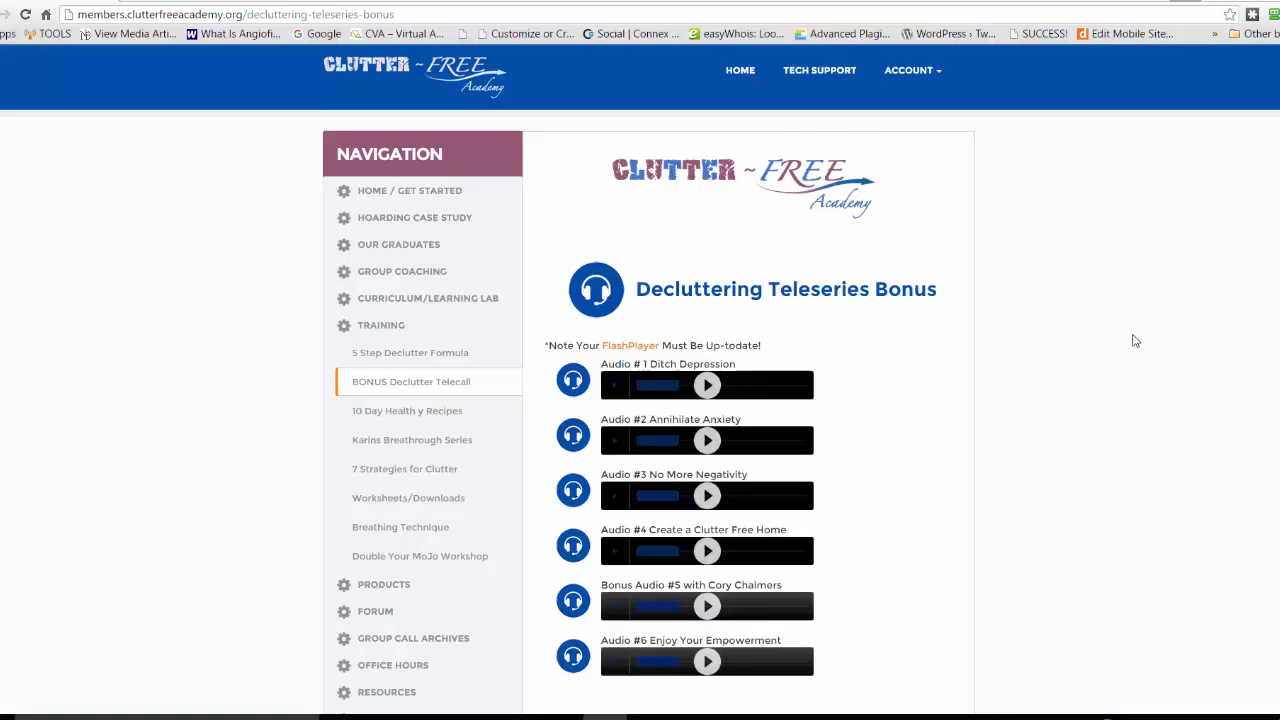 members.clutterfreeacademy.org/decluttering-teleseries-bonus
pps TOOLS View Media Arti... What Is Angiofi... Google CVA – Virtual A... Customize or Cr... Social | Connex ... easyWhois: Loo... Advanced Plagi... WordPress › Tw... SUCCESS! Edit Mobile Site... » Other b
CLUTTER ~ FREE
Academy
HOME TECH SUPPORT ACCOUNT
NAVIGATION
HOME / GET STARTED
HOARDING CASE STUDY
OUR GRADUATES
GROUP COACHING
CURRICULUM/LEARNING LAB
TRAINING
5 Step Declutter Formula
BONUS Declutter Telecall
10 Day Health y Recipes
Karins Breakthrough Series
7 Strategies for Clutter
Worksheets/Downloads
Breathing Technique
Double Your MoJo Workshop
PRODUCTS
FORUM
GROUP CALL ARCHIVES
OFFICE HOURS
RESOURCES
CLUTTER ~ FREE
Academy
Decluttering Teleseries Bonus
*Note Your FlashPlayer Must Be Up-todate!
Audio # 1 Ditch Depression
Audio #2 Annihilate Anxiety
Audio #3 No More Negativity
Audio #4 Create a Clutter Free Home
Bonus Audio #5 with Cory Chalmers
Audio #6 Enjoy Your Empowerment